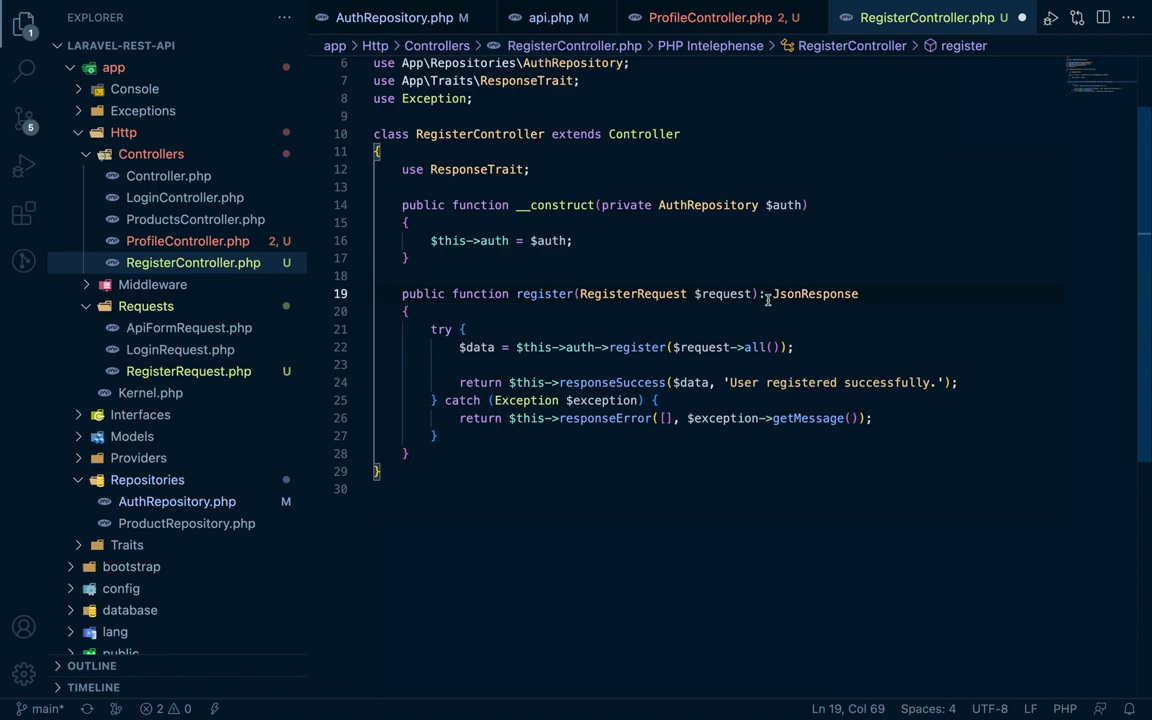 EXPLORER
AuthRepository.php M
api.php M
ProfileController.php 2, U
RegisterController.php U
LARAVEL-REST-API
app > Http > Controllers > RegisterController.php > PHP Intelephense > RegisterController > register
app
Console
Exceptions
Http
Controllers
Controller.php
LoginController.php
ProductsController.php
ProfileController.php 2, U
RegisterController.php U
Middleware
Requests
ApiFormRequest.php
LoginRequest.php
RegisterRequest.php U
Kernel.php
Interfaces
Models
Providers
Repositories
AuthRepository.php M
ProductRepository.php
Traits
bootstrap
config
database
lang
public
OUTLINE
TIMELINE
1
5
6 use App\Repositories\AuthRepository;
7 use App\Traits\ResponseTrait;
8 use Exception;
9
10 class RegisterController extends Controller
11 {
12 use ResponseTrait;
13
14 public function __construct(private AuthRepository $auth)
15 {
16 $this->auth = $auth;
17 }
18
19 public function register(RegisterRequest $request): JsonResponse
20 {
21 try {
22 $data = $this->auth->register($request->all());
23
24 return $this->responseSuccess($data, 'User registered successfully.');
25 } catch (Exception $exception) {
26 return $this->responseError([], $exception->getMessage());
27 }
28 }
29 }
30
main* 2 0 Ln 19, Col 69 Spaces: 4 UTF-8 LF PHP